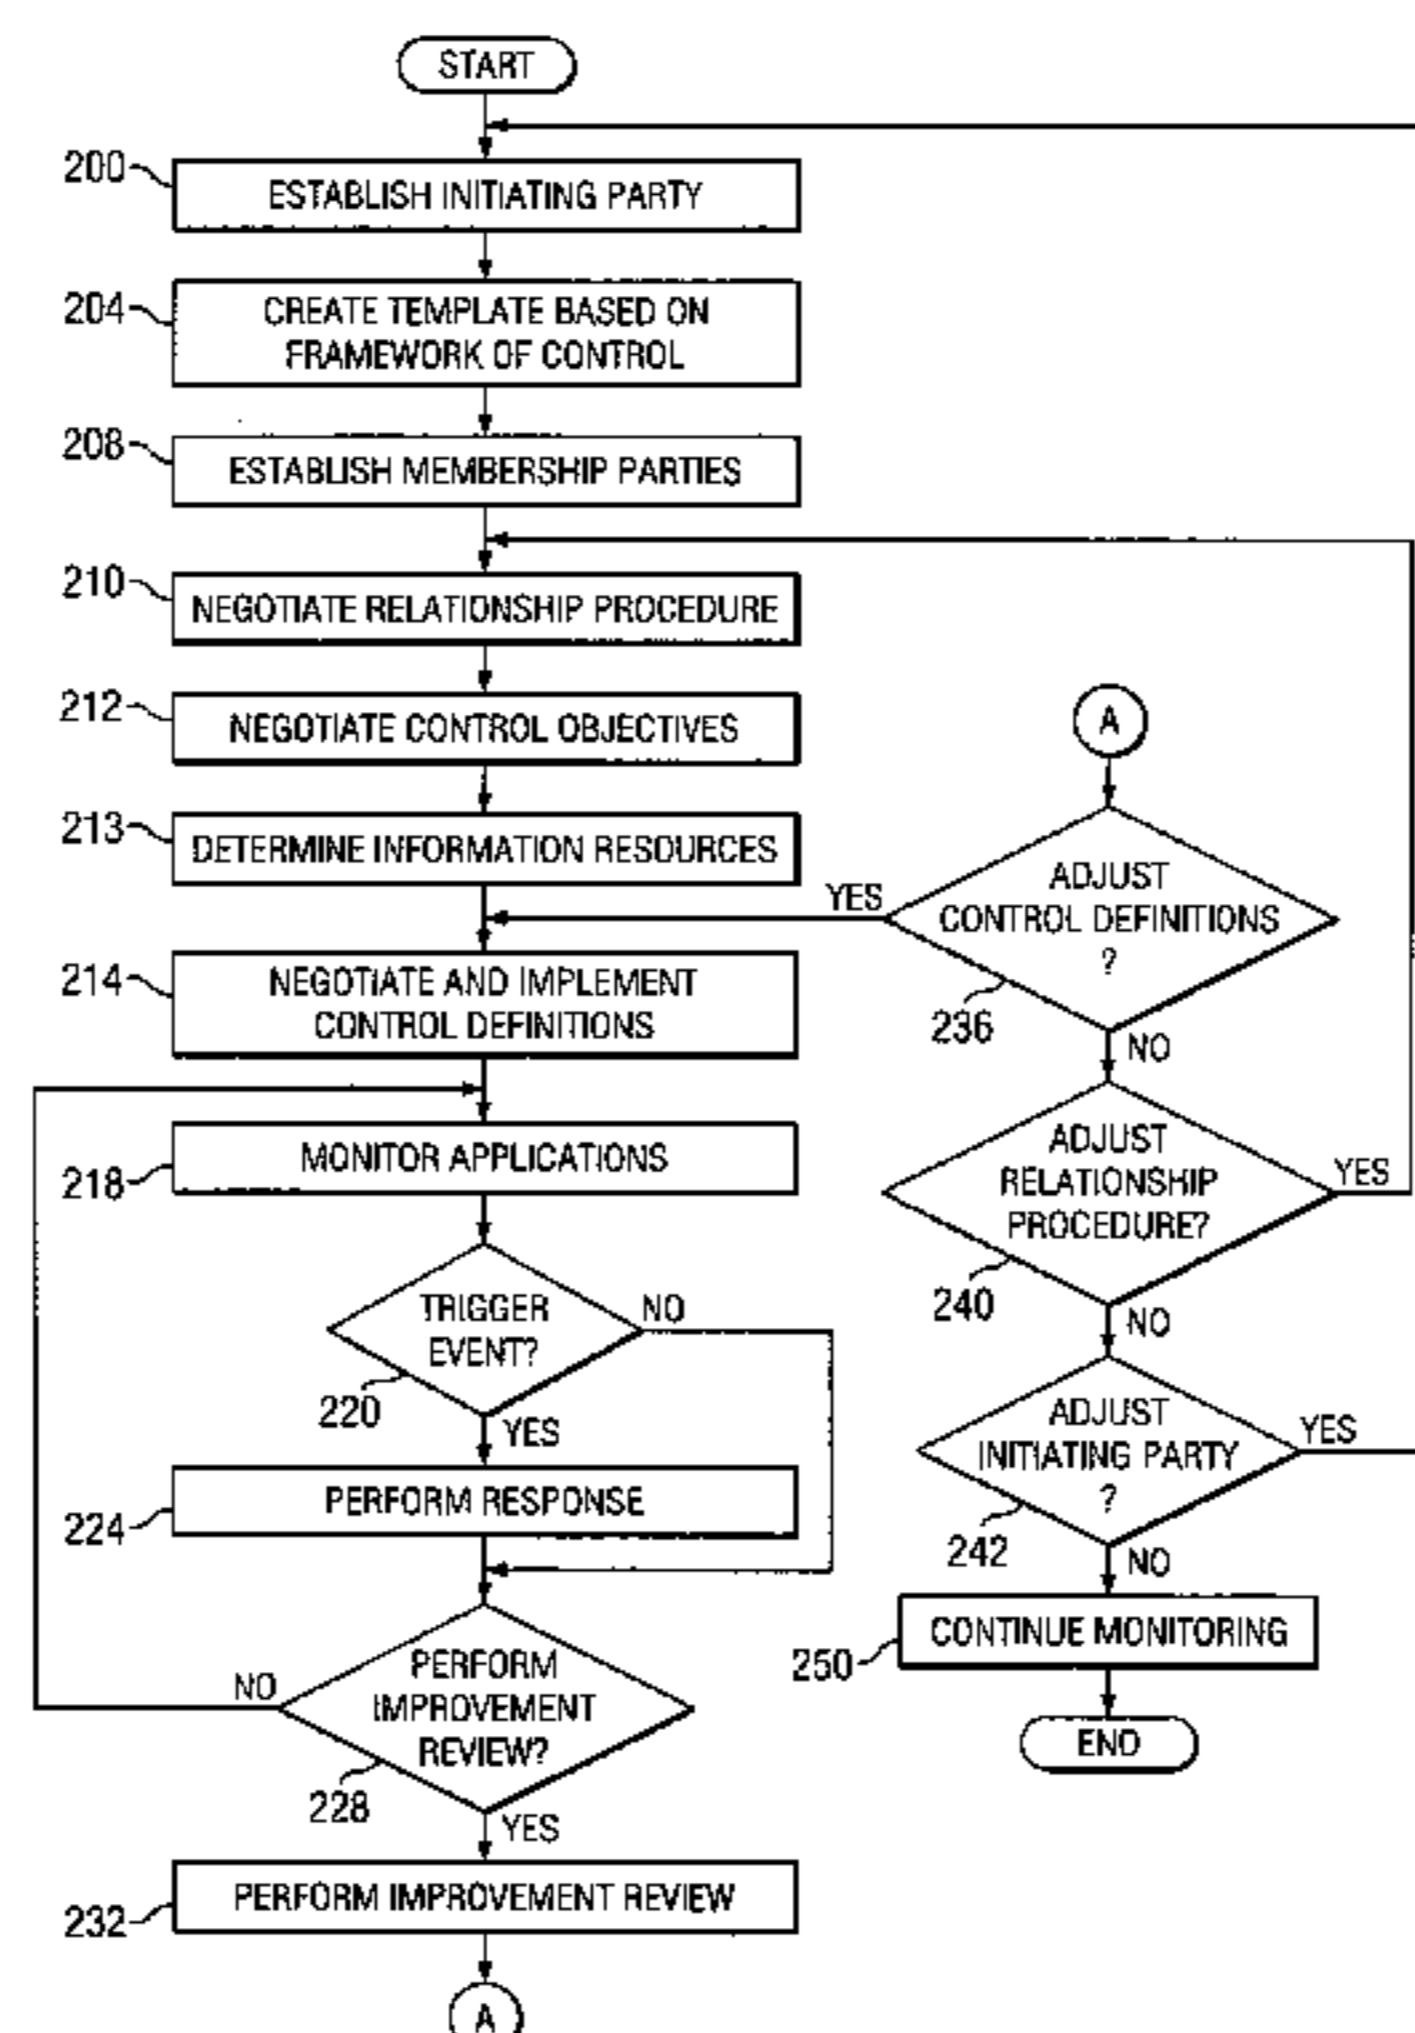 START
200
ESTABLISH INITIATING PARTY
204
CREATE TEMPLATE BASED ON
FRAMEWORK OF CONTROL
208
ESTABLISH MEMBERSHIP PARTIES
210
NEGOTIATE RELATIONSHIP PROCEDURE
212
NEGOTIATE CONTROL OBJECTIVES
213
DETERMINE INFORMATION RESOURCES
214
NEGOTIATE AND IMPLEMENT
CONTROL DEFINITIONS
218
MONITOR APPLICATIONS
TRIGGER
EVENT?
NO
220
YES
224
PERFORM RESPONSE
PERFORM
IMPROVEMENT
REVIEW?
NO
228
YES
232
PERFORM IMPROVEMENT REVIEW
A
A
ADJUST
CONTROL DEFINITIONS
?
YES
236
NO
ADJUST
RELATIONSHIP
PROCEDURE?
YES
240
NO
ADJUST
INITIATING PARTY
?
YES
242
NO
250
CONTINUE MONITORING
END